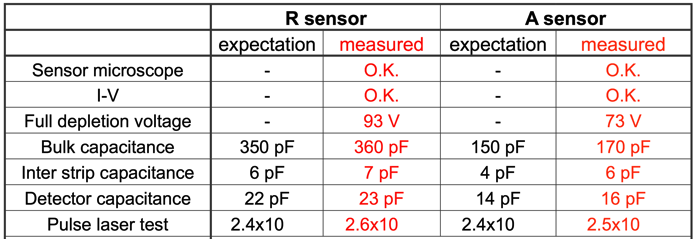 R sensor A sensor
expectation measured expectation measured
Sensor microscope - O.K. - O.K.
I-V - O.K. - O.K.
Full depletion voltage - 93 V - 73 V
Bulk capacitance 350 pF 360 pF 150 pF 170 pF
Inter strip capacitance 6 pF 7 pF 4 pF 6 pF
Detector capacitance 22 pF 23 pF 14 pF 16 pF
Pulse laser test 2.4x10 2.6x10 2.4x10 2.5x10